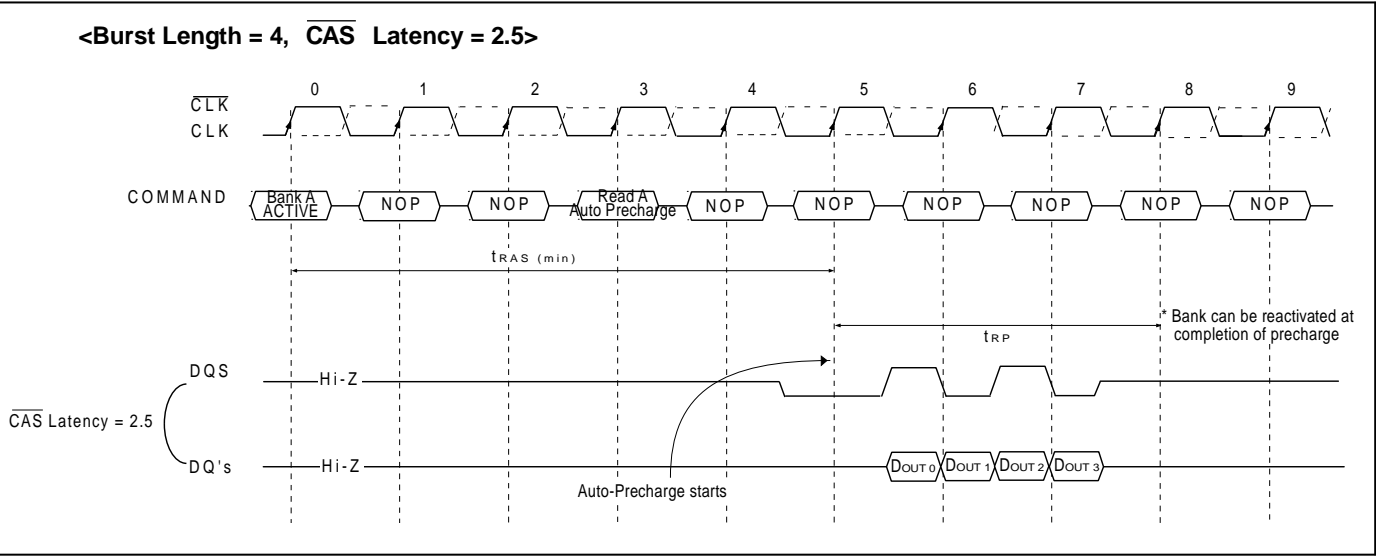 <Burst Length = 4, CAS Latency = 2.5>
0 1 2 3 4 5 6 7 8 9
CLK
CLK
COMMAND
Bank A
ACTIVE
NOP
NOP
Read A
Auto Precharge
NOP
NOP
NOP
NOP
NOP
NOP
tRAS (min)
tRP
* Bank can be reactivated at
completion of precharge
DQS
Hi-Z
CAS Latency = 2.5
DQ's
Hi-Z
DOUT 0
DOUT 1
DOUT 2
DOUT 3
Auto-Precharge starts